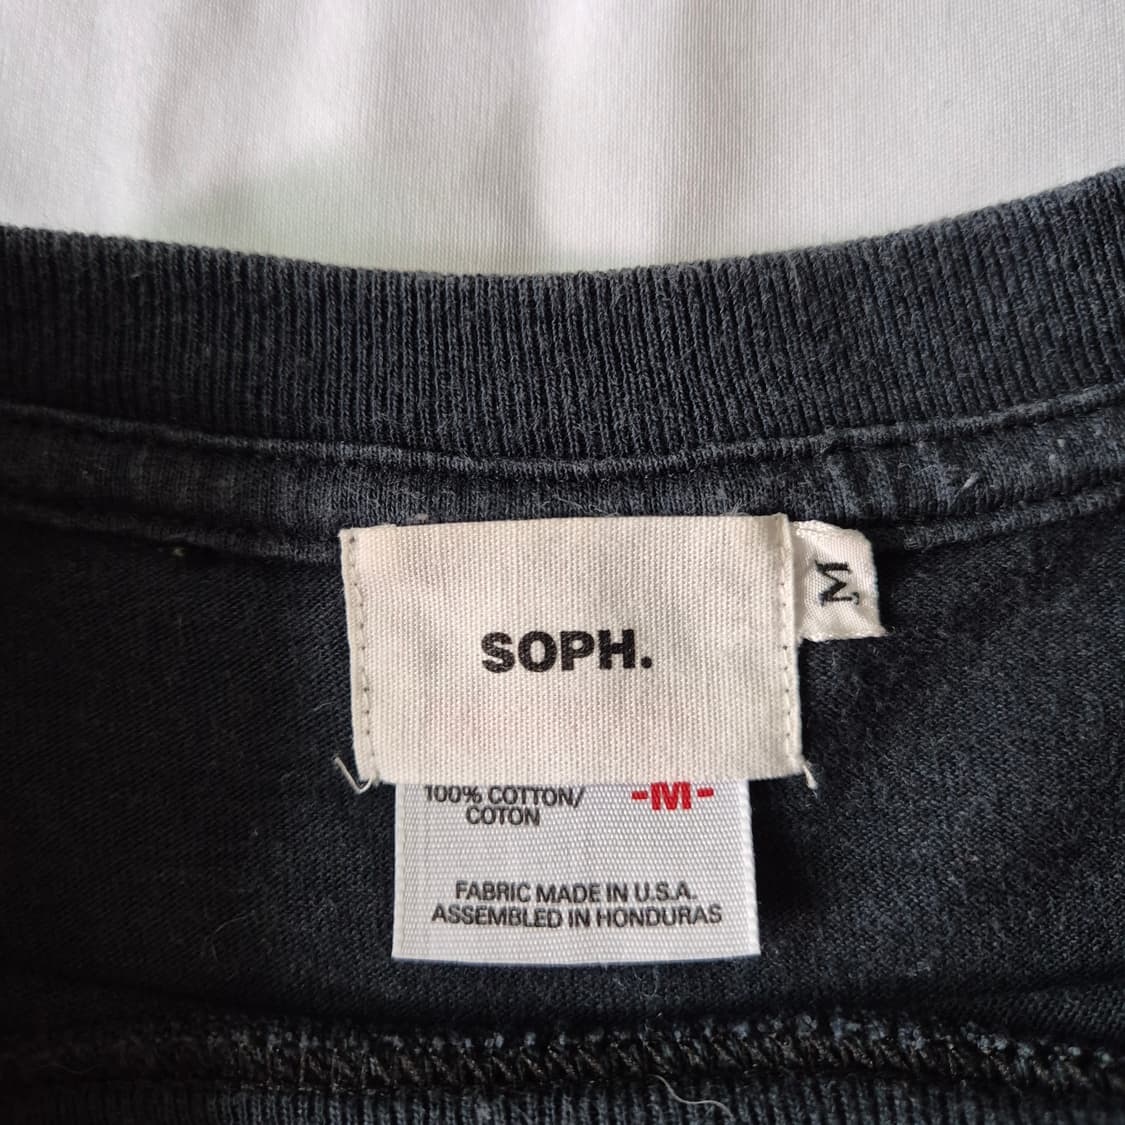 SOPH.
M
100% COTTON/ -M-
COTON
FABRIC MADE IN U.S.A.
ASSEMBLED IN HONDURAS